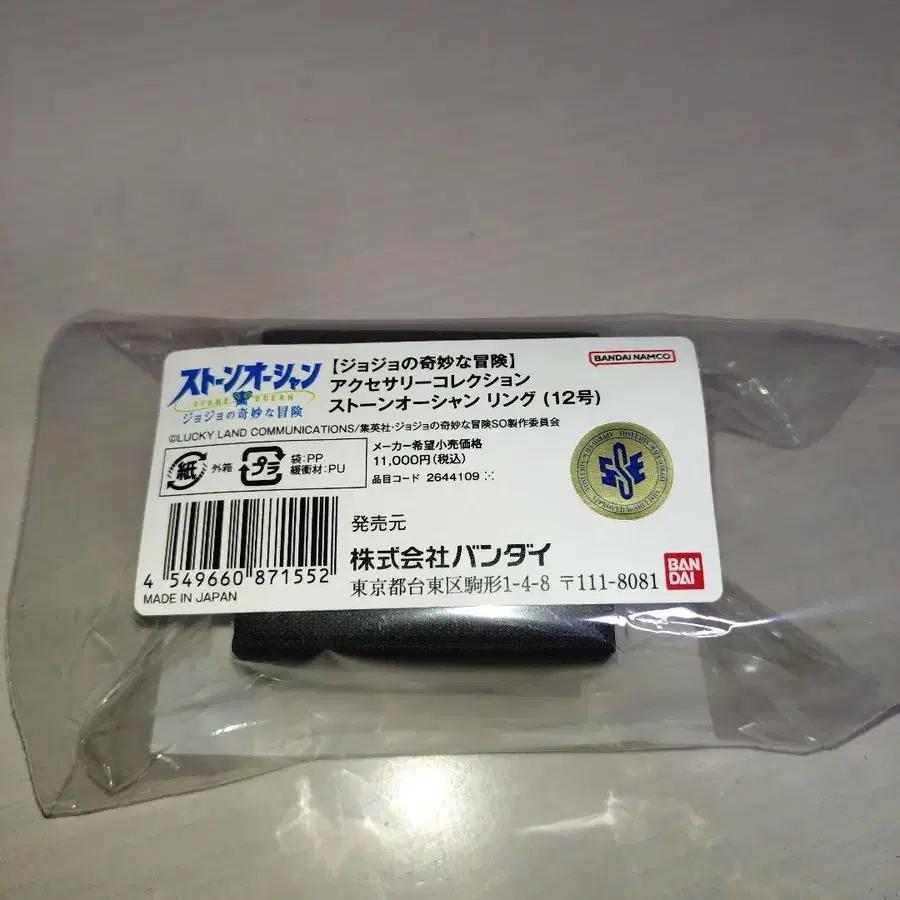 ストーンオーシャン
STONE OCEAN
ジョジョの奇妙な冒険
【ジョジョの奇妙な冒険】
アクセサリーコレクション
ストーンオーシャン リング (12号)
BANDAI NAMCO
©LUCKY LAND COMMUNICATIONS/集英社・ジョジョの奇妙な冒険SO製作委員会
紙 外箱
プラ 袋:PP
緩衝材:PU
メーカー希望小売価格
11,000円(税込)
品目コード 2644109
4 549660 871552
MADE IN JAPAN
発売元
株式会社バンダイ
東京都台東区駒形1-4-8 〒111-8081
BAN
DAI